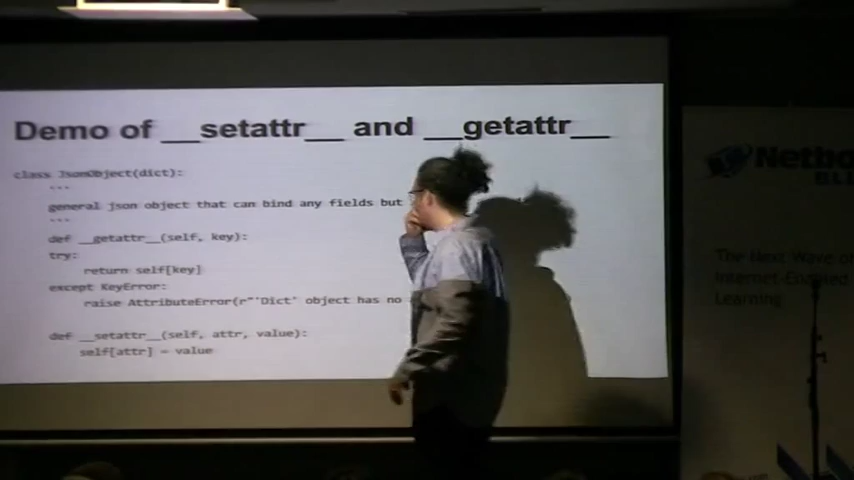 Demo of __setattr__ and __getattr__
class JsonObject(dict):
'''
general json object that can bind any fields but
'''
def __getattr__(self, key):
try:
return self[key]
except KeyError:
raise AttributeError(r"'Dict' object has no
def __setattr__(self, attr, value):
self[attr] = value
The Next Wave of
Internet-Enabled
Learning